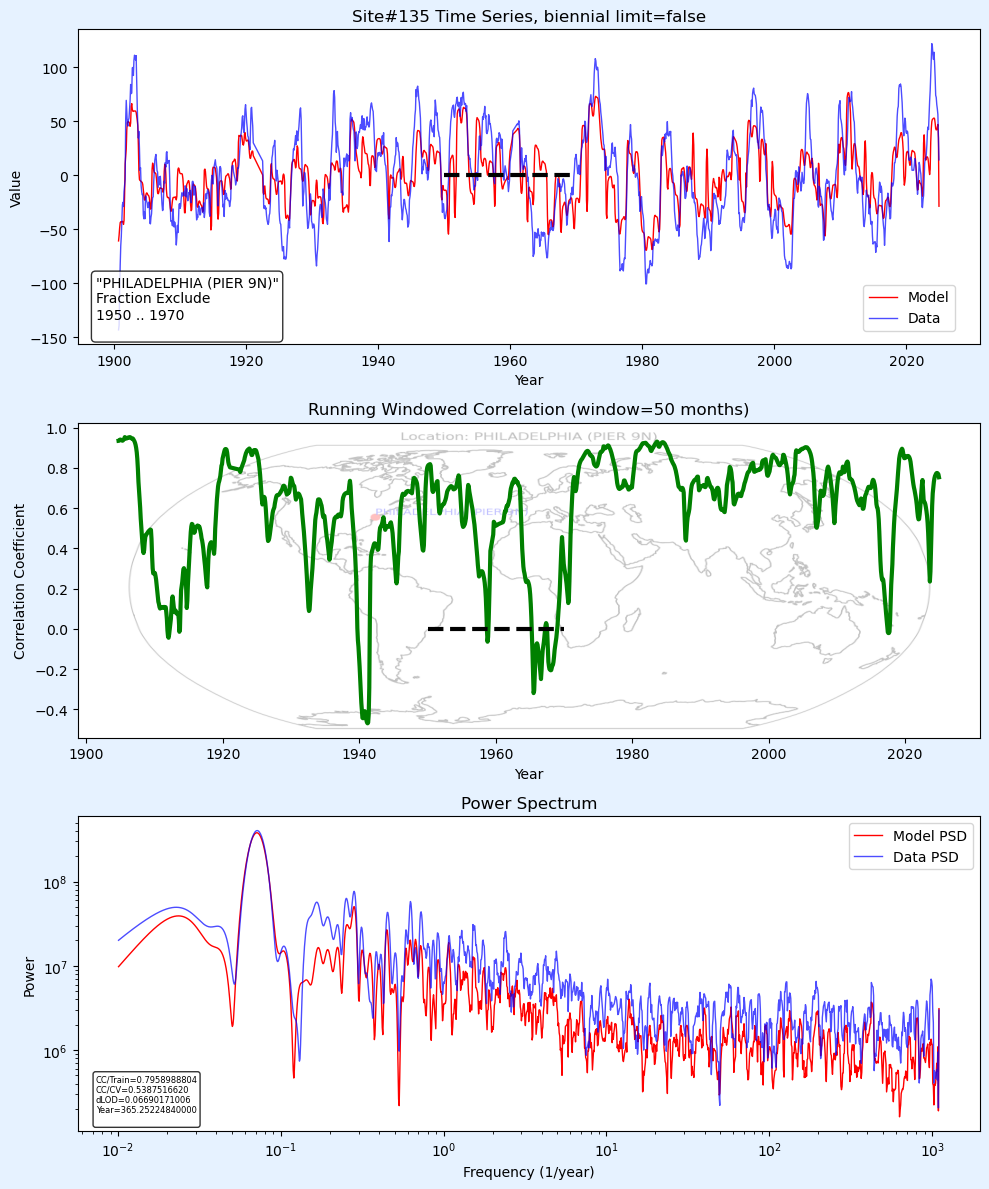 Site#135 Time Series, biennial limit=false
100
50
0
−50
−100
−150
Value
"PHILADELPHIA (PIER 9N)"
Fraction Exclude
1950 .. 1970
Model
Data
1900
1920
1940
1960
1980
2000
2020
Year
Running Windowed Correlation (window=50 months)
Location: PHILADELPHIA (PIER 9N)
PHILADELPHIA (PIER 9N)
1.0
0.8
0.6
0.4
0.2
0.0
−0.2
−0.4
Correlation Coefficient
1900
1920
1940
1960
1980
2000
2020
Year
Power Spectrum
Model PSD
Data PSD
10⁸
10⁷
10⁶
Power
CC/Train=0.7958988804
CC/CV=0.5387516620
dLOD=0.06690171006
Year=365.25224840000
10⁻²
10⁻¹
10⁰
10¹
10²
10³
Frequency (1/year)